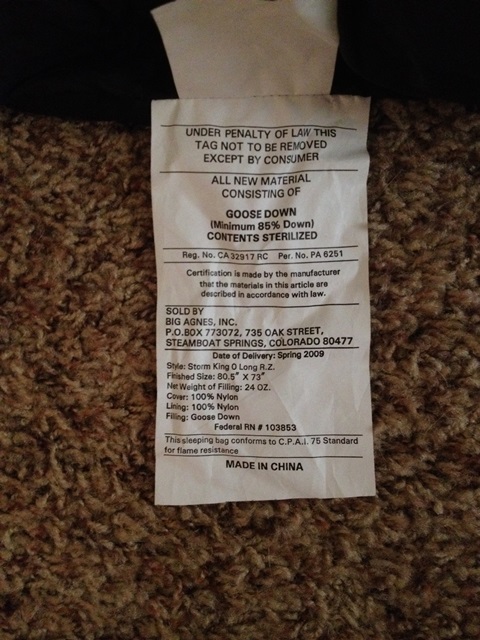 UNDER PENALTY OF LAW THIS
TAG NOT TO BE REMOVED
EXCEPT BY CONSUMER
ALL NEW MATERIAL
CONSISTING OF
GOOSE DOWN
(Minimum 85% Down)
CONTENTS STERILIZED
Reg. No. CA 32917 RC Per. No. PA 6251
Certification is made by the manufacturer
that the materials in this article are
described in accordance with law.
SOLD BY
BIG AGNES, INC.
P.O.BOX 773072, 735 OAK STREET,
STEAMBOAT SPRINGS, COLORADO 80477
Date of Delivery: Spring 2009
Style: Storm King 0 Long R.Z.
Finished Size: 80.5" X 73"
Net Weight of Filling: 24 OZ.
Cover: 100% Nylon
Lining: 100% Nylon
Filling: Goose Down
Federal RN # 103853
This sleeping bag conforms to C.P.A.I. 75 Standard
for flame resistance
MADE IN CHINA